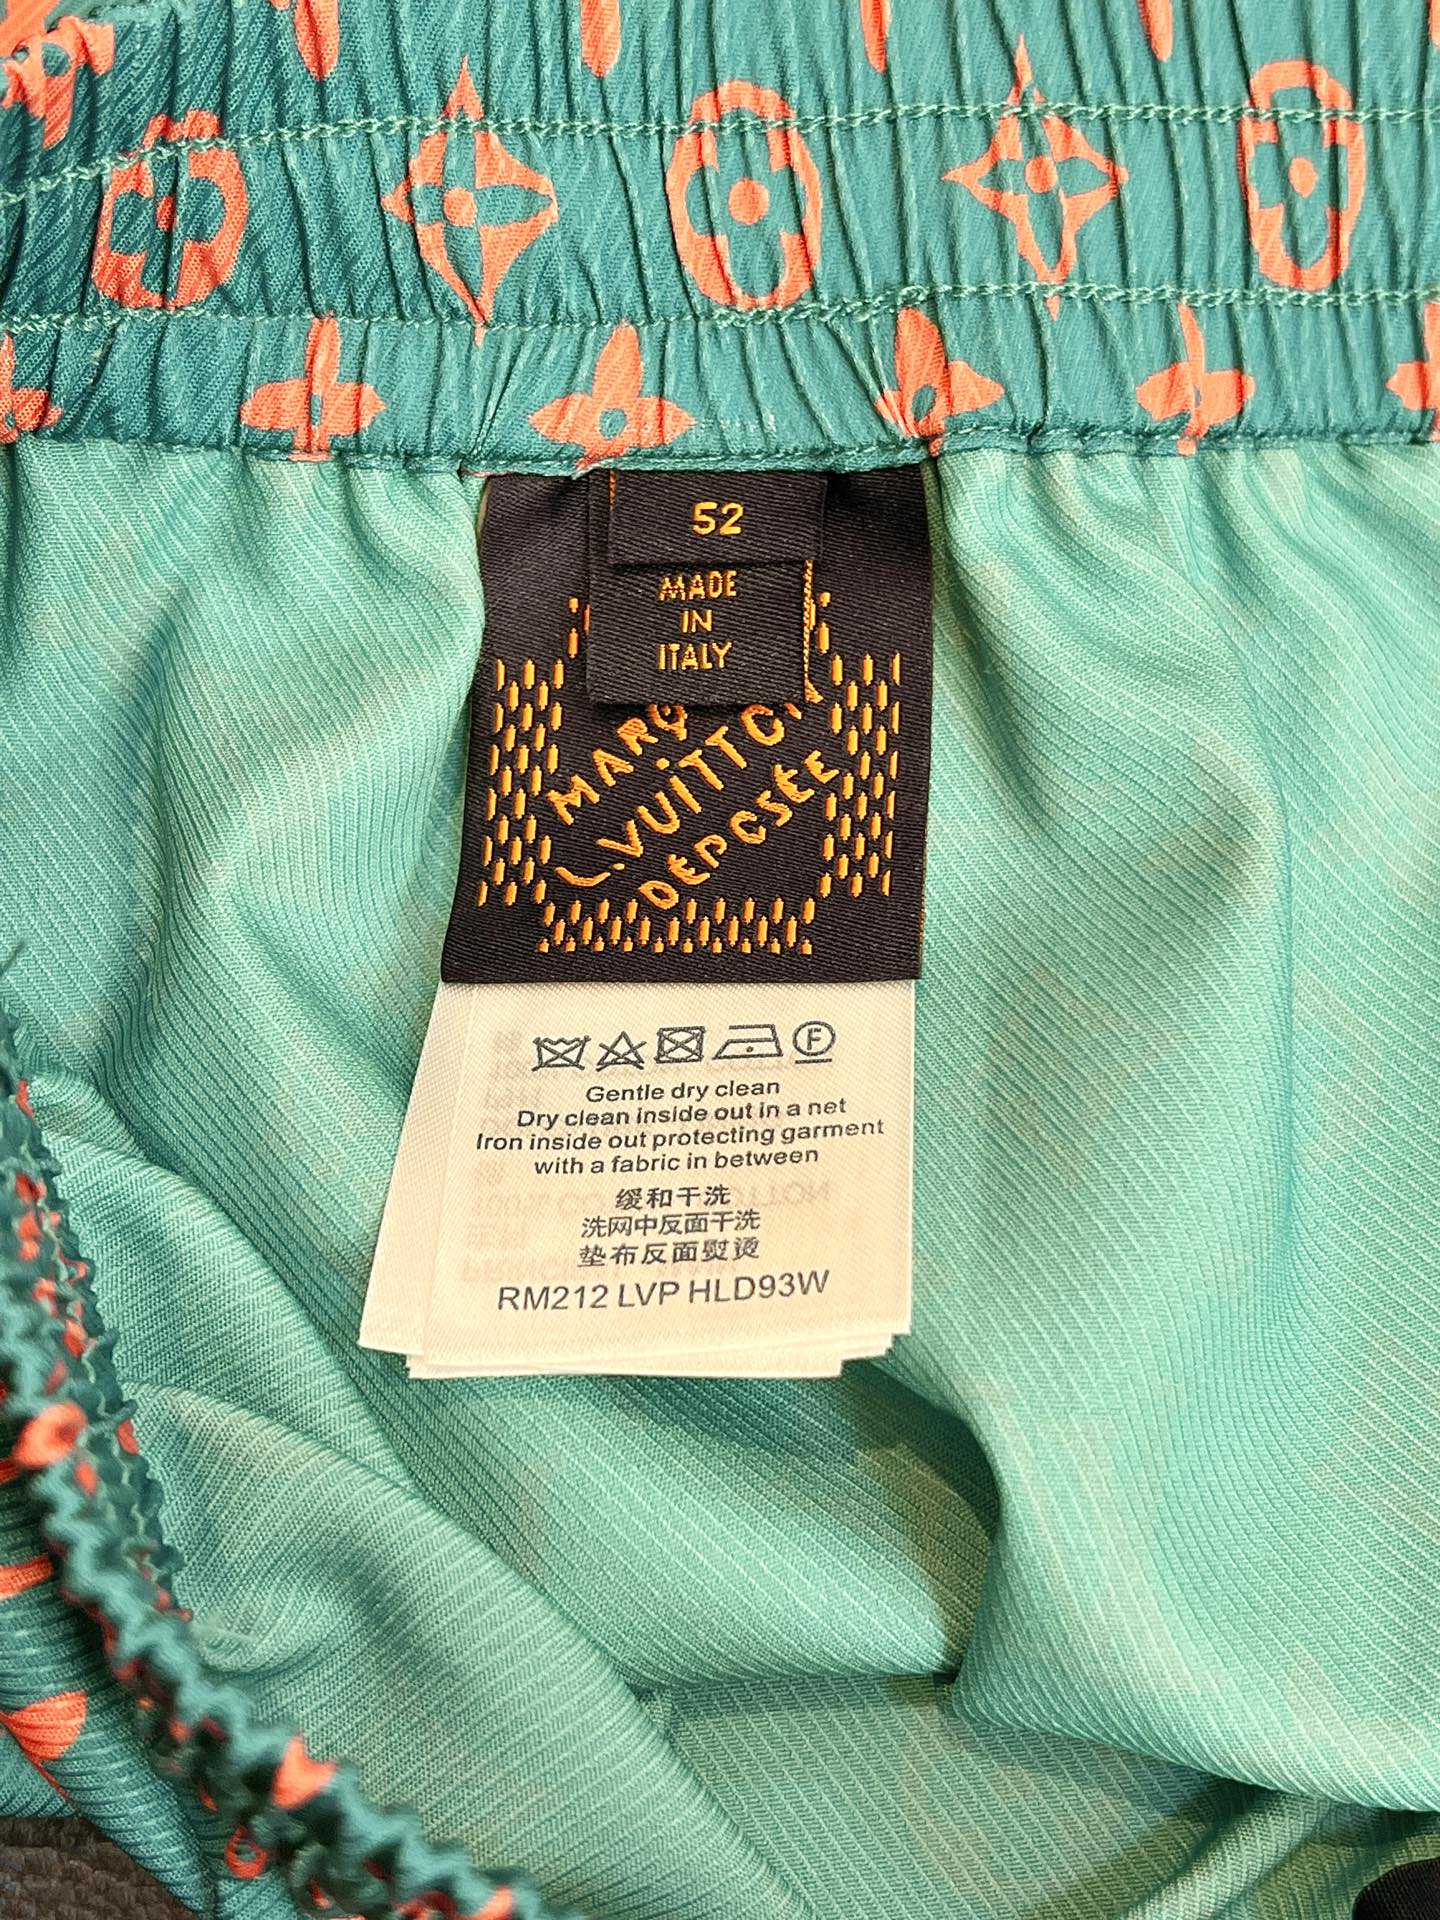 52
MADE
IN
ITALY
L.VUITTON
DEPOSÉE
F
Gentle dry clean
Dry clean inside out in a net
Iron inside out protecting garment
with a fabric in between
缓和干洗
洗网中反面干洗
垫布反面熨烫
RM212 LVP HLD93W